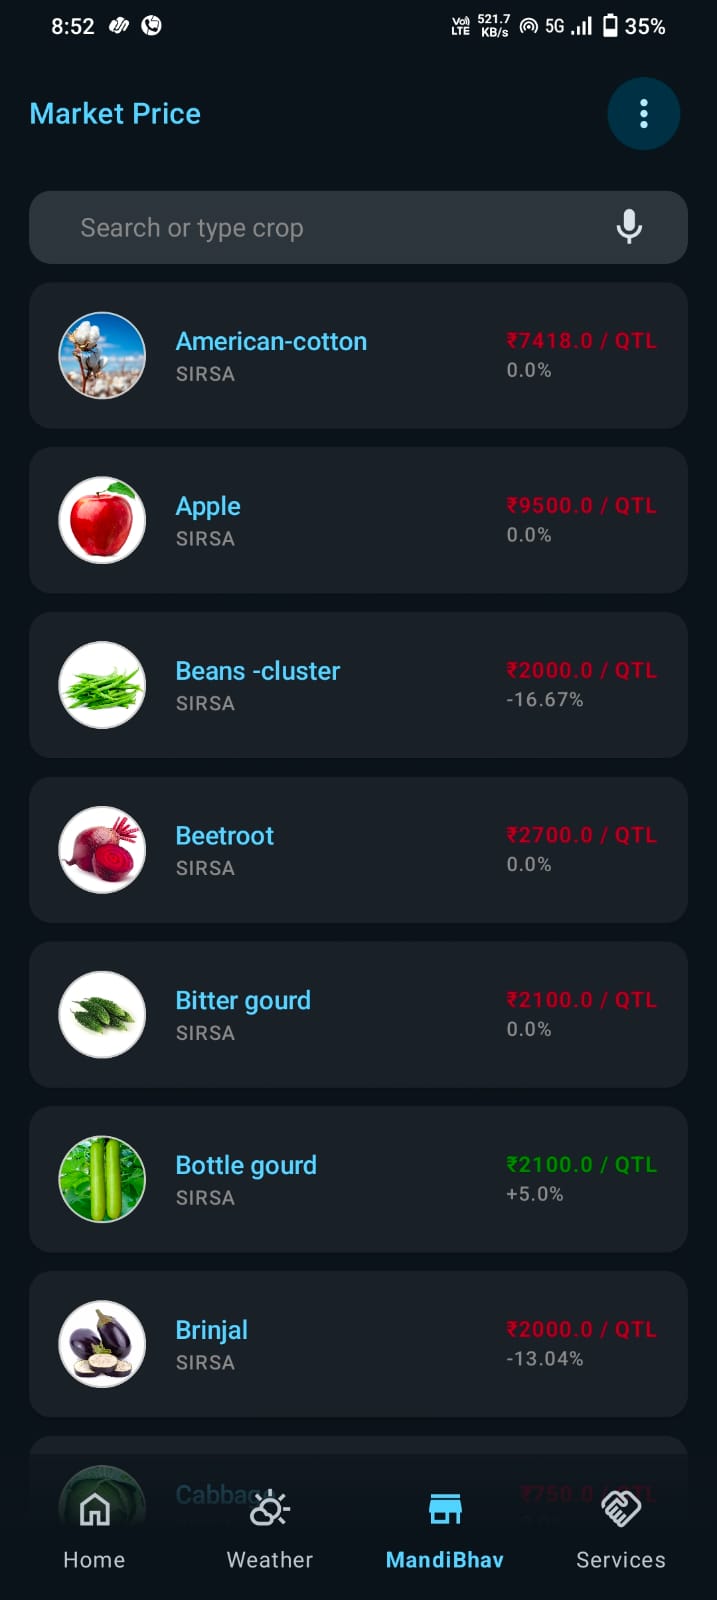 8:52
Vo) LTE 521.7 KB/s 5G 35%
Market Price
Search or type crop
American-cotton
SIRSA
₹7418.0 / QTL
0.0%
Apple
SIRSA
₹9500.0 / QTL
0.0%
Beans -cluster
SIRSA
₹2000.0 / QTL
-16.67%
Beetroot
SIRSA
₹2700.0 / QTL
0.0%
Bitter gourd
SIRSA
₹2100.0 / QTL
0.0%
Bottle gourd
SIRSA
₹2100.0 / QTL
+5.0%
Brinjal
SIRSA
₹2000.0 / QTL
-13.04%
Cabbage
₹750.0 / QTL
Home
Weather
MandiBhav
Services